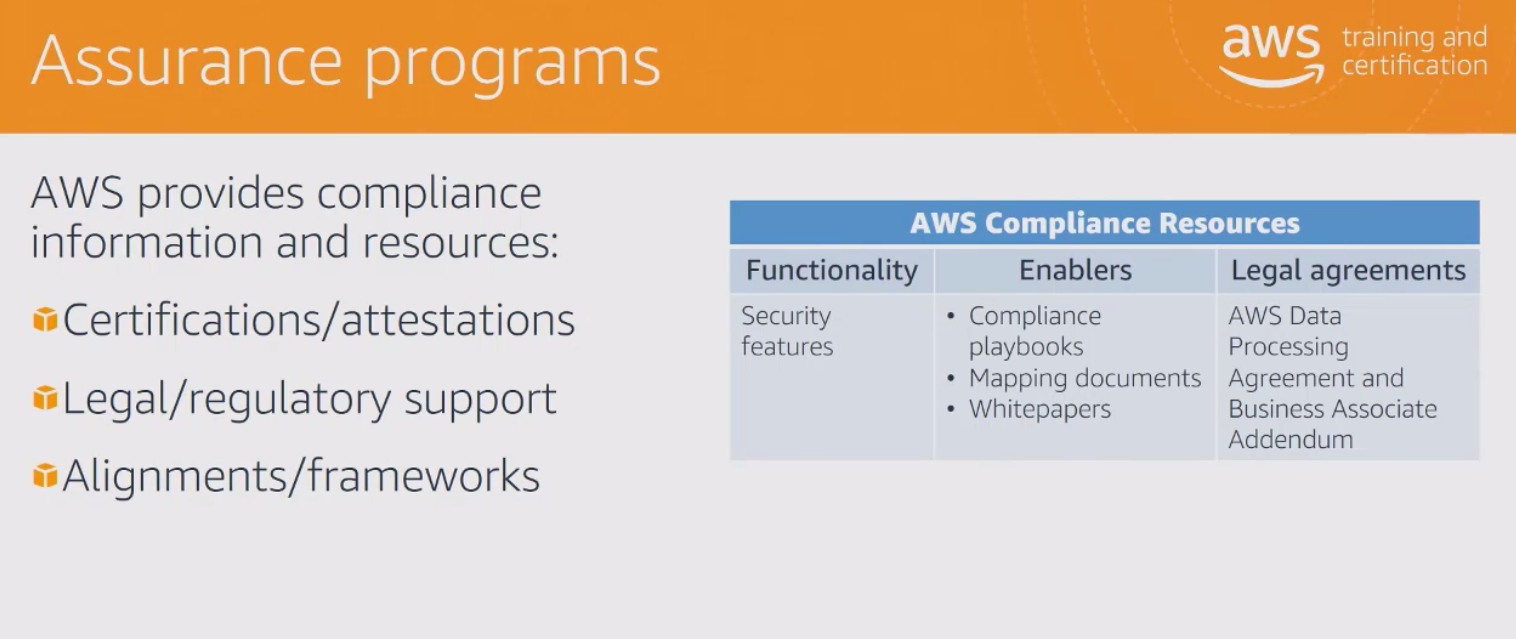 Assurance programs
aws training and
certification
AWS provides compliance
information and resources:
Certifications/attestations
Legal/regulatory support
Alignments/frameworks
AWS Compliance Resources
Functionality
Enablers
Legal agreements
Security
features
• Compliance
playbooks
• Mapping documents
• Whitepapers
AWS Data
Processing
Agreement and
Business Associate
Addendum